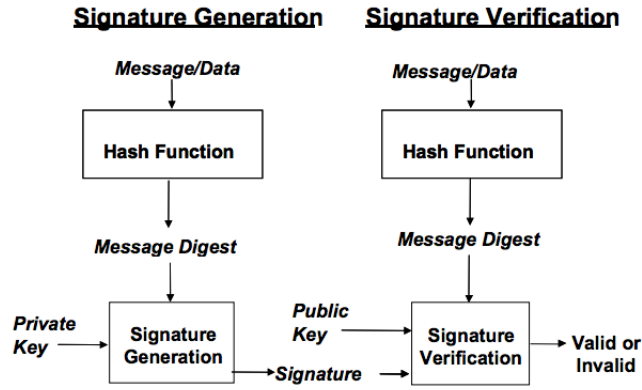 Signature Generation
Message/Data
Hash Function
Message Digest
Private
Key
Signature
Generation
Signature
Signature Verification
Message/Data
Hash Function
Message Digest
Public
Key
Signature
Verification
Valid or
Invalid